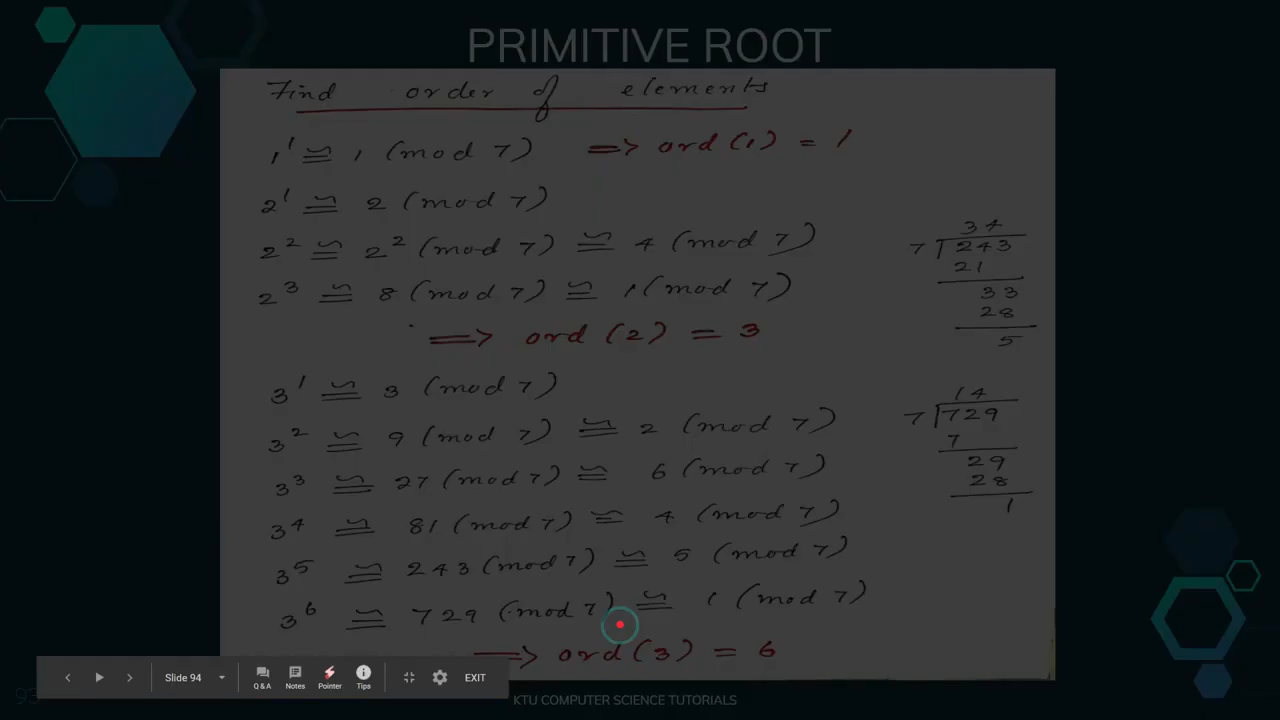 PRIMITIVE ROOT
Find order of elements
1¹ ≌ 1 (mod 7) ⟹ ord (1) = 1
2¹ ≌ 2 (mod 7)
2² ≌ 2² (mod 7) ≌ 4 (mod 7)
2³ ≌ 8 (mod 7) ≌ 1 (mod 7)
⟹ ord (2) = 3
34
7 243
21
33
28
5
3¹ ≌ 3 (mod 7)
3² ≌ 9 (mod 7) ≌ 2 (mod 7)
3³ ≌ 27 (mod 7) ≌ 6 (mod 7)
3⁴ ≌ 81 (mod 7) ≌ 4 (mod 7)
3⁵ ≌ 243 (mod 7) ≌ 5 (mod 7)
3⁶ ≌ 729 (mod 7) ≌ 1 (mod 7)
⟹ ord (3) = 6
14
7 729
7
29
28
1
Slide 94
Q & A
Notes
Pointer
Tips
EXIT
93
KTU COMPUTER SCIENCE TUTORIALS